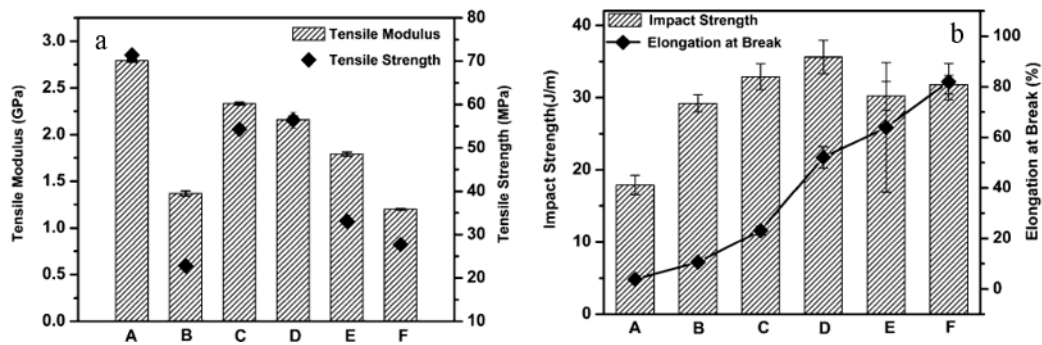 a
Tensile Modulus
Tensile Strength
Tensile Modulus (GPa)
3.0
2.5
2.0
1.5
1.0
0.5
0.0
A B C D E F
80
70
60
50
40
30
20
10
Tensile Strength (MPa)
b
Impact Strength
Elongation at Break
Impact Strength(J/m)
40
30
20
10
0
A B C D E F
100
80
60
40
20
0
Elongation at Break (%)